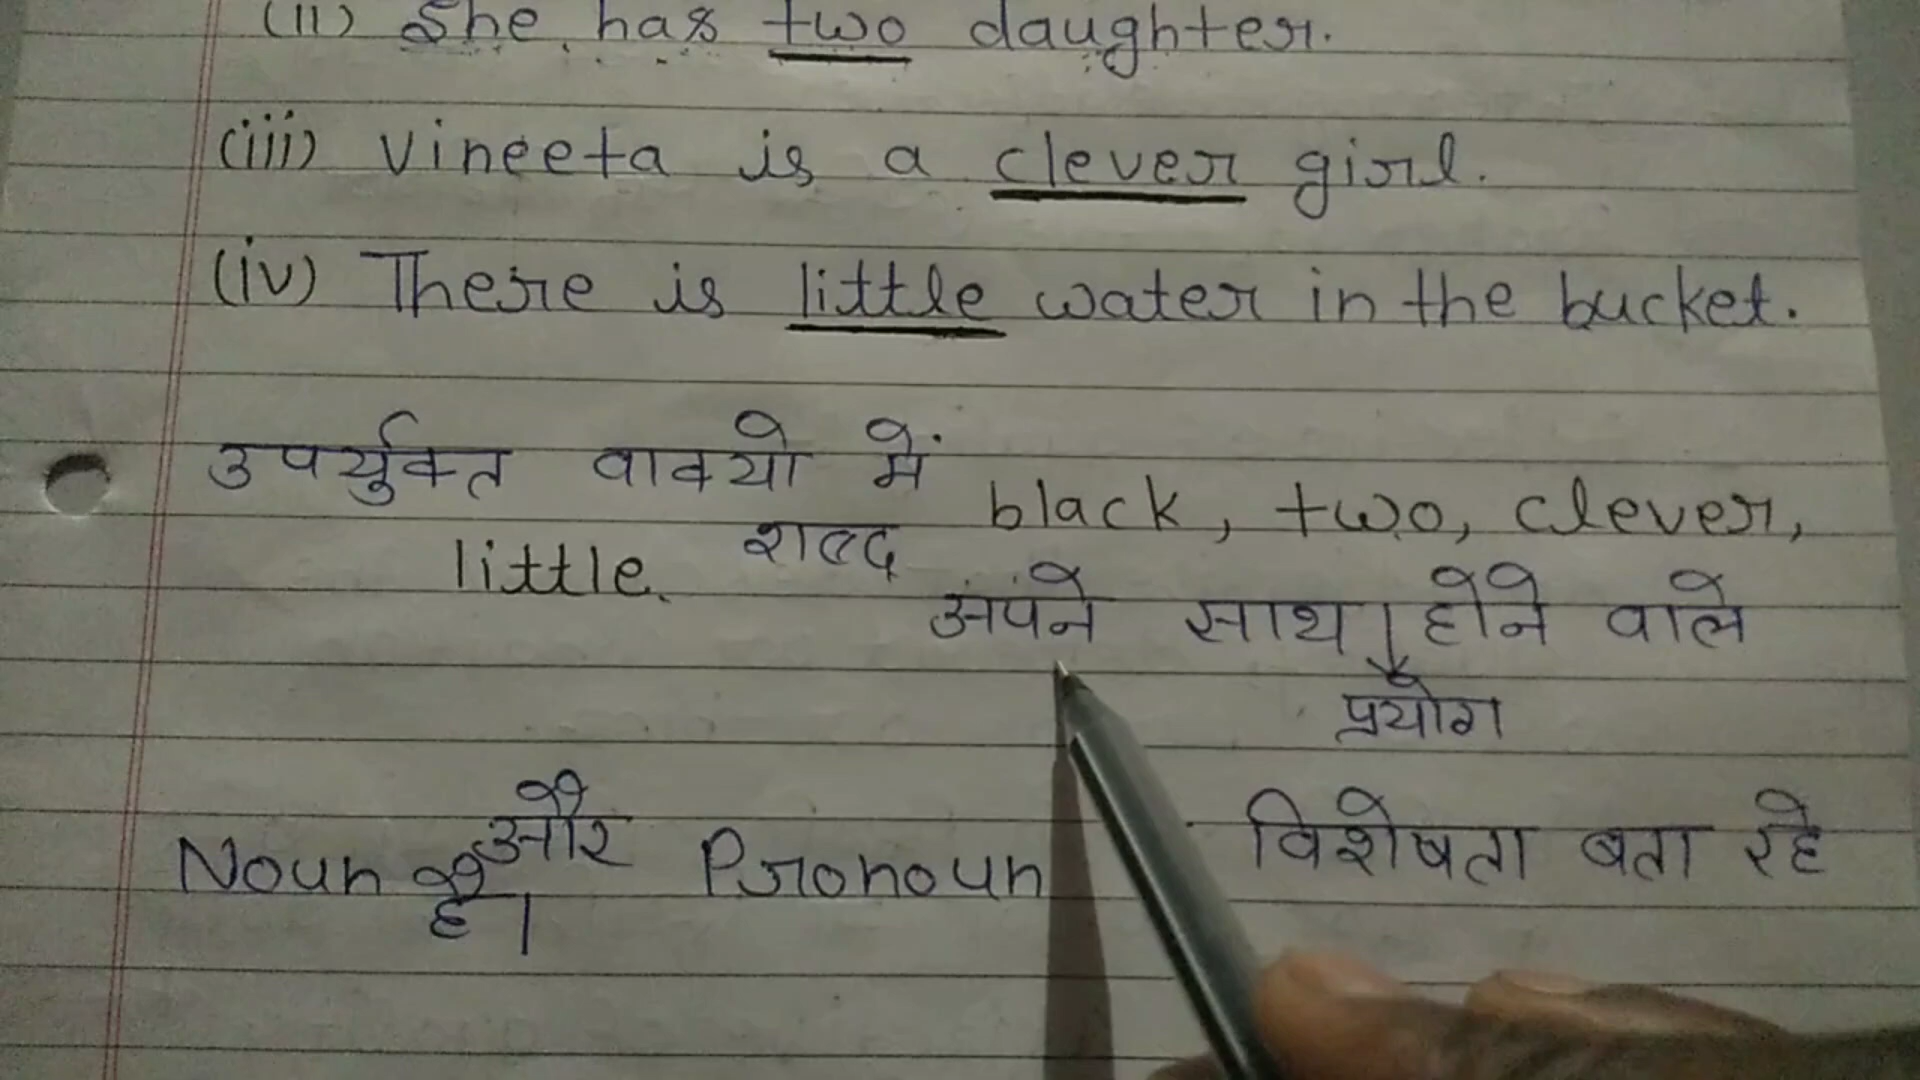 (ii) She has two daughter.
(iii) Vineeta is a clever girl.
(iv) There is little water in the bucket.
उपर्युक्त वाक्यो में black, two, clever,
little. शब्द अपने साथ होने वाले
प्रयोग
Noun और Pronoun विशेषता बता रहे
है।